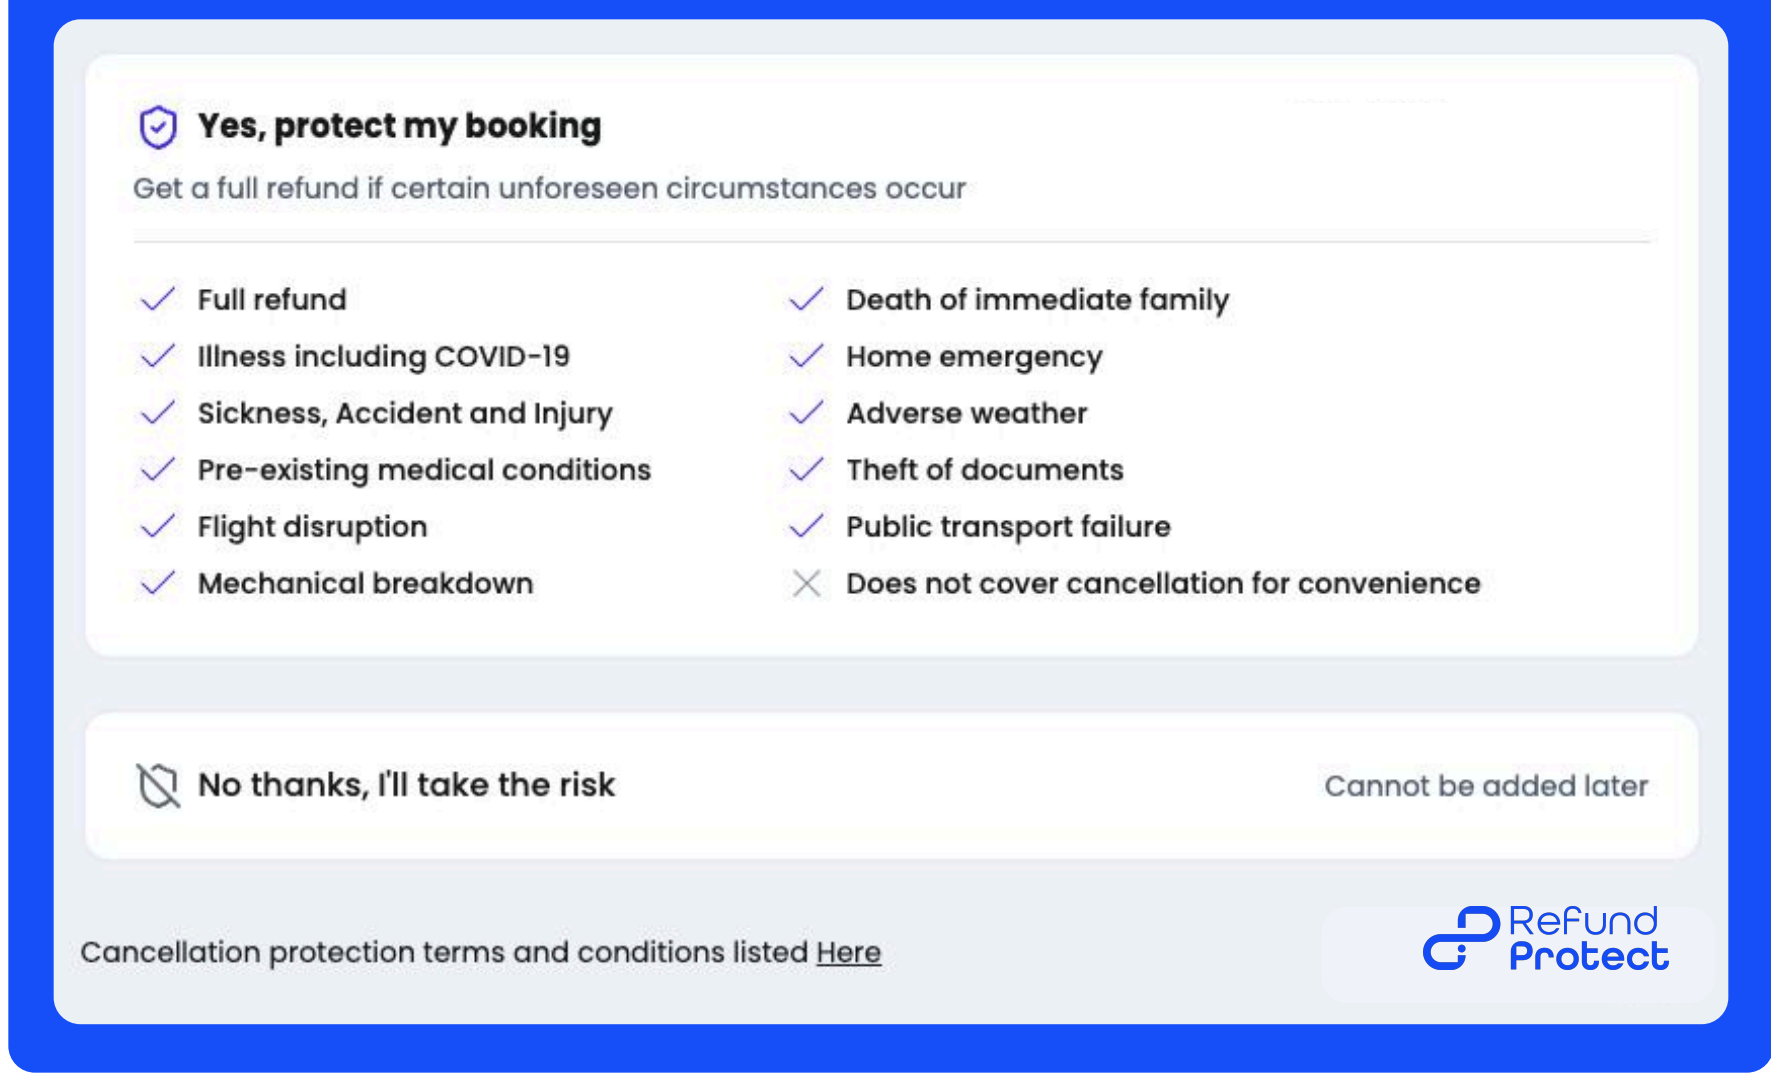 Yes, protect my booking
Get a full refund if certain unforeseen circumstances occur
Full refund
Illness including COVID-19
Sickness, Accident and Injury
Pre-existing medical conditions
Flight disruption
Mechanical breakdown
Death of immediate family
Home emergency
Adverse weather
Theft of documents
Public transport failure
Does not cover cancellation for convenience
No thanks, I'll take the risk
Cannot be added later
Cancellation protection terms and conditions listed Here
Refund
Protect